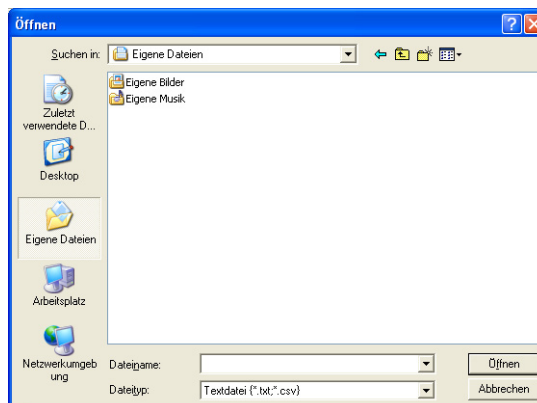 Öffnen
Suchen in:
Eigene Dateien
Zuletzt
verwendete D...
Desktop
Eigene Dateien
Arbeitsplatz
Netzwerkumgeb
ung
Eigene Bilder
Eigene Musik
Dateiname:
Öffnen
Dateityp:
Textdatei {*.txt;*.csv}
Abbrechen